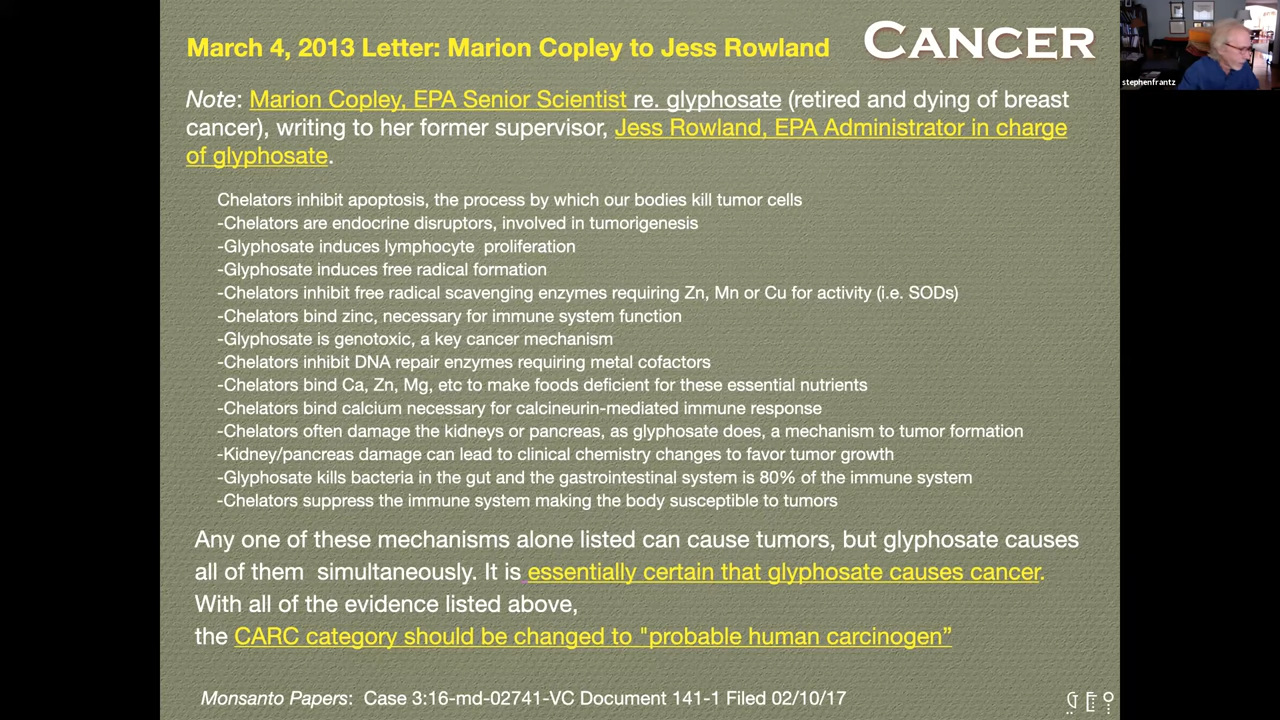 March 4, 2013 Letter: Marion Copley to Jess Rowland
CANCER
stephenfrantz
Note: Marion Copley, EPA Senior Scientist re. glyphosate (retired and dying of breast
cancer), writing to her former supervisor, Jess Rowland, EPA Administrator in charge
of glyphosate.
Chelators inhibit apoptosis, the process by which our bodies kill tumor cells
-Chelators are endocrine disruptors, involved in tumorigenesis
-Glyphosate induces lymphocyte proliferation
-Glyphosate induces free radical formation
-Chelators inhibit free radical scavenging enzymes requiring Zn, Mn or Cu for activity (i.e. SODs)
-Chelators bind zinc, necessary for immune system function
-Glyphosate is genotoxic, a key cancer mechanism
-Chelators inhibit DNA repair enzymes requiring metal cofactors
-Chelators bind Ca, Zn, Mg, etc to make foods deficient for these essential nutrients
-Chelators bind calcium necessary for calcineurin-mediated immune response
-Chelators often damage the kidneys or pancreas, as glyphosate does, a mechanism to tumor formation
-Kidney/pancreas damage can lead to clinical chemistry changes to favor tumor growth
-Glyphosate kills bacteria in the gut and the gastrointestinal system is 80% of the immune system
-Chelators suppress the immune system making the body susceptible to tumors
Any one of these mechanisms alone listed can cause tumors, but glyphosate causes
all of them simultaneously. It is essentially certain that glyphosate causes cancer.
With all of the evidence listed above,
the CARC category should be changed to "probable human carcinogen”
Monsanto Papers: Case 3:16-md-02741-VC Document 141-1 Filed 02/10/17